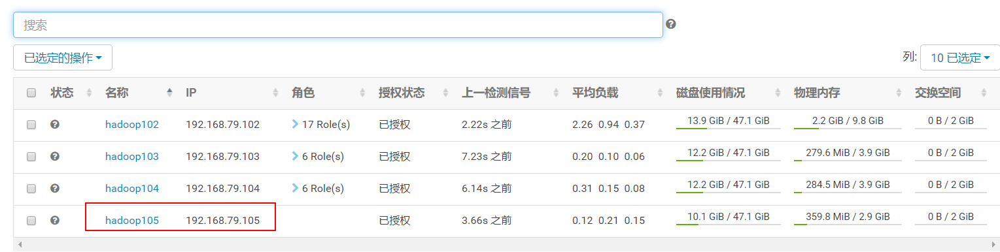 搜索
已选定的操作
列: 10 已选定
状态 名称 IP 角色 授权状态 上一检测信号 平均负载 磁盘使用情况 物理内存 交换空间
hadoop102 192.168.79.102 17 Role(s) 已授权 2.22s 之前 2.26 0.94 0.37 13.9 GiB / 47.1 GiB 2.2 GiB / 9.8 GiB 0 B / 2 GiB
hadoop103 192.168.79.103 6 Role(s) 已授权 7.23s 之前 0.20 0.10 0.06 12.2 GiB / 47.1 GiB 279.6 MiB / 3.9 GiB 0 B / 2 GiB
hadoop104 192.168.79.104 6 Role(s) 已授权 6.14s 之前 0.31 0.15 0.08 12.2 GiB / 47.1 GiB 284.5 MiB / 3.9 GiB 0 B / 2 GiB
hadoop105 192.168.79.105 已授权 3.66s 之前 0.12 0.21 0.15 10.1 GiB / 47.1 GiB 359.8 MiB / 2.9 GiB 0 B / 2 GiB